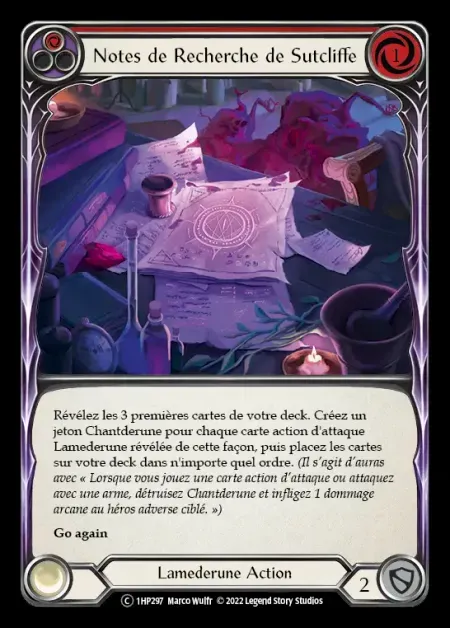 Notes de Recherche de Sutcliffe
1
Révélez les 3 premières cartes de votre deck. Créez un
jeton Chantderune pour chaque carte action d'attaque
Lamederune révélée de cette façon, puis placez les cartes
sur votre deck dans n'importe quel ordre. (Il s'agit d'auras
avec « Lorsque vous jouez une carte action d'attaque ou attaquez
avec une arme, détruisez Chantderune et infligez 1 dommage
arcane au héros adverse ciblé. »)
Go again
Lamederune Action
2
C 1HP297 Marco Wulfr © 2022 Legend Story Studios